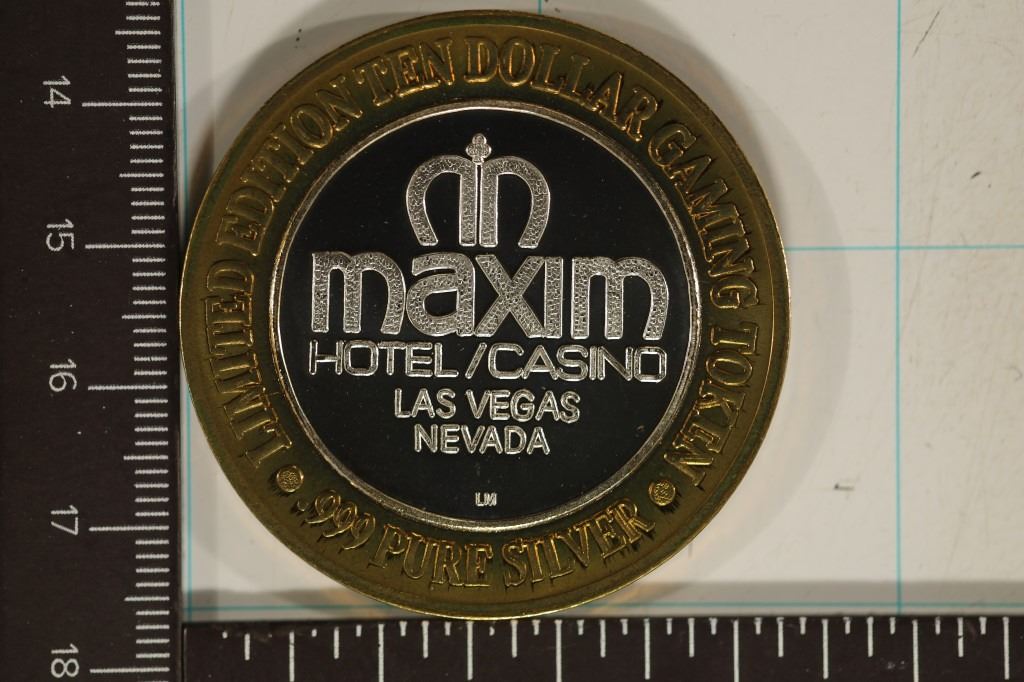 LIMITED EDITION TEN DOLLAR GAMING TOKEN
maxim
HOTEL/CASINO
LAS VEGAS
NEVADA
LM
.999 PURE SILVER
14
15
16
17
18